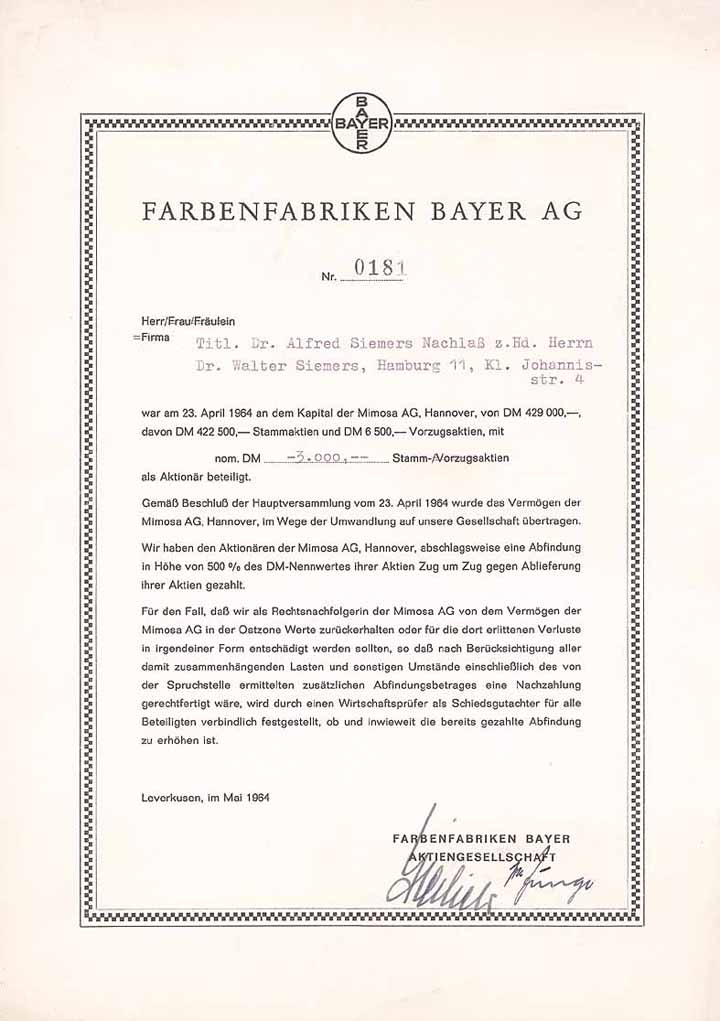 BAYER
BAYER
FARBENFABRIKEN BAYER AG
Nr. 0181
Herr/Frau/Fräulein
=Firma
Titl. Dr. Alfred Siemers Nachlaß z.Hd. Herrn
Dr. Walter Siemers, Hamburg 11, Kl. Johannis-
str. 4
war am 23. April 1964 an dem Kapital der Mimosa AG, Hannover, von DM 429 000,—,
davon DM 422 500,— Stammaktien und DM 6 500,— Vorzugsaktien, mit
nom. DM -3.000,-- Stamm-/Vorzugsaktien
als Aktionär beteiligt.
Gemäß Beschluß der Hauptversammlung vom 23. April 1964 wurde das Vermögen der
Mimosa AG, Hannover, im Wege der Umwandlung auf unsere Gesellschaft übertragen.
Wir haben den Aktionären der Mimosa AG, Hannover, abschlagsweise eine Abfindung
in Höhe von 500 % des DM-Nennwertes ihrer Aktien Zug um Zug gegen Ablieferung
ihrer Aktien gezahlt.
Für den Fall, daß wir als Rechtsnachfolgerin der Mimosa AG von dem Vermögen der
Mimosa AG in der Ostzone Werte zurückerhalten oder für die dort erlittenen Verluste
in irgendeiner Form entschädigt werden sollten, so daß nach Berücksichtigung aller
damit zusammenhängenden Lasten und sonstigen Umstände einschließlich des von
der Spruchstelle ermittelten zusätzlichen Abfindungsbetrages eine Nachzahlung
gerechtfertigt wäre, wird durch einen Wirtschaftsprüfer als Schiedsgutachter für alle
Beteiligten verbindlich festgestellt, ob und inwieweit die bereits gezahlte Abfindung
zu erhöhen ist.
Leverkusen, im Mai 1964
FARBENFABRIKEN BAYER
AKTIENGESELLSCHAFT